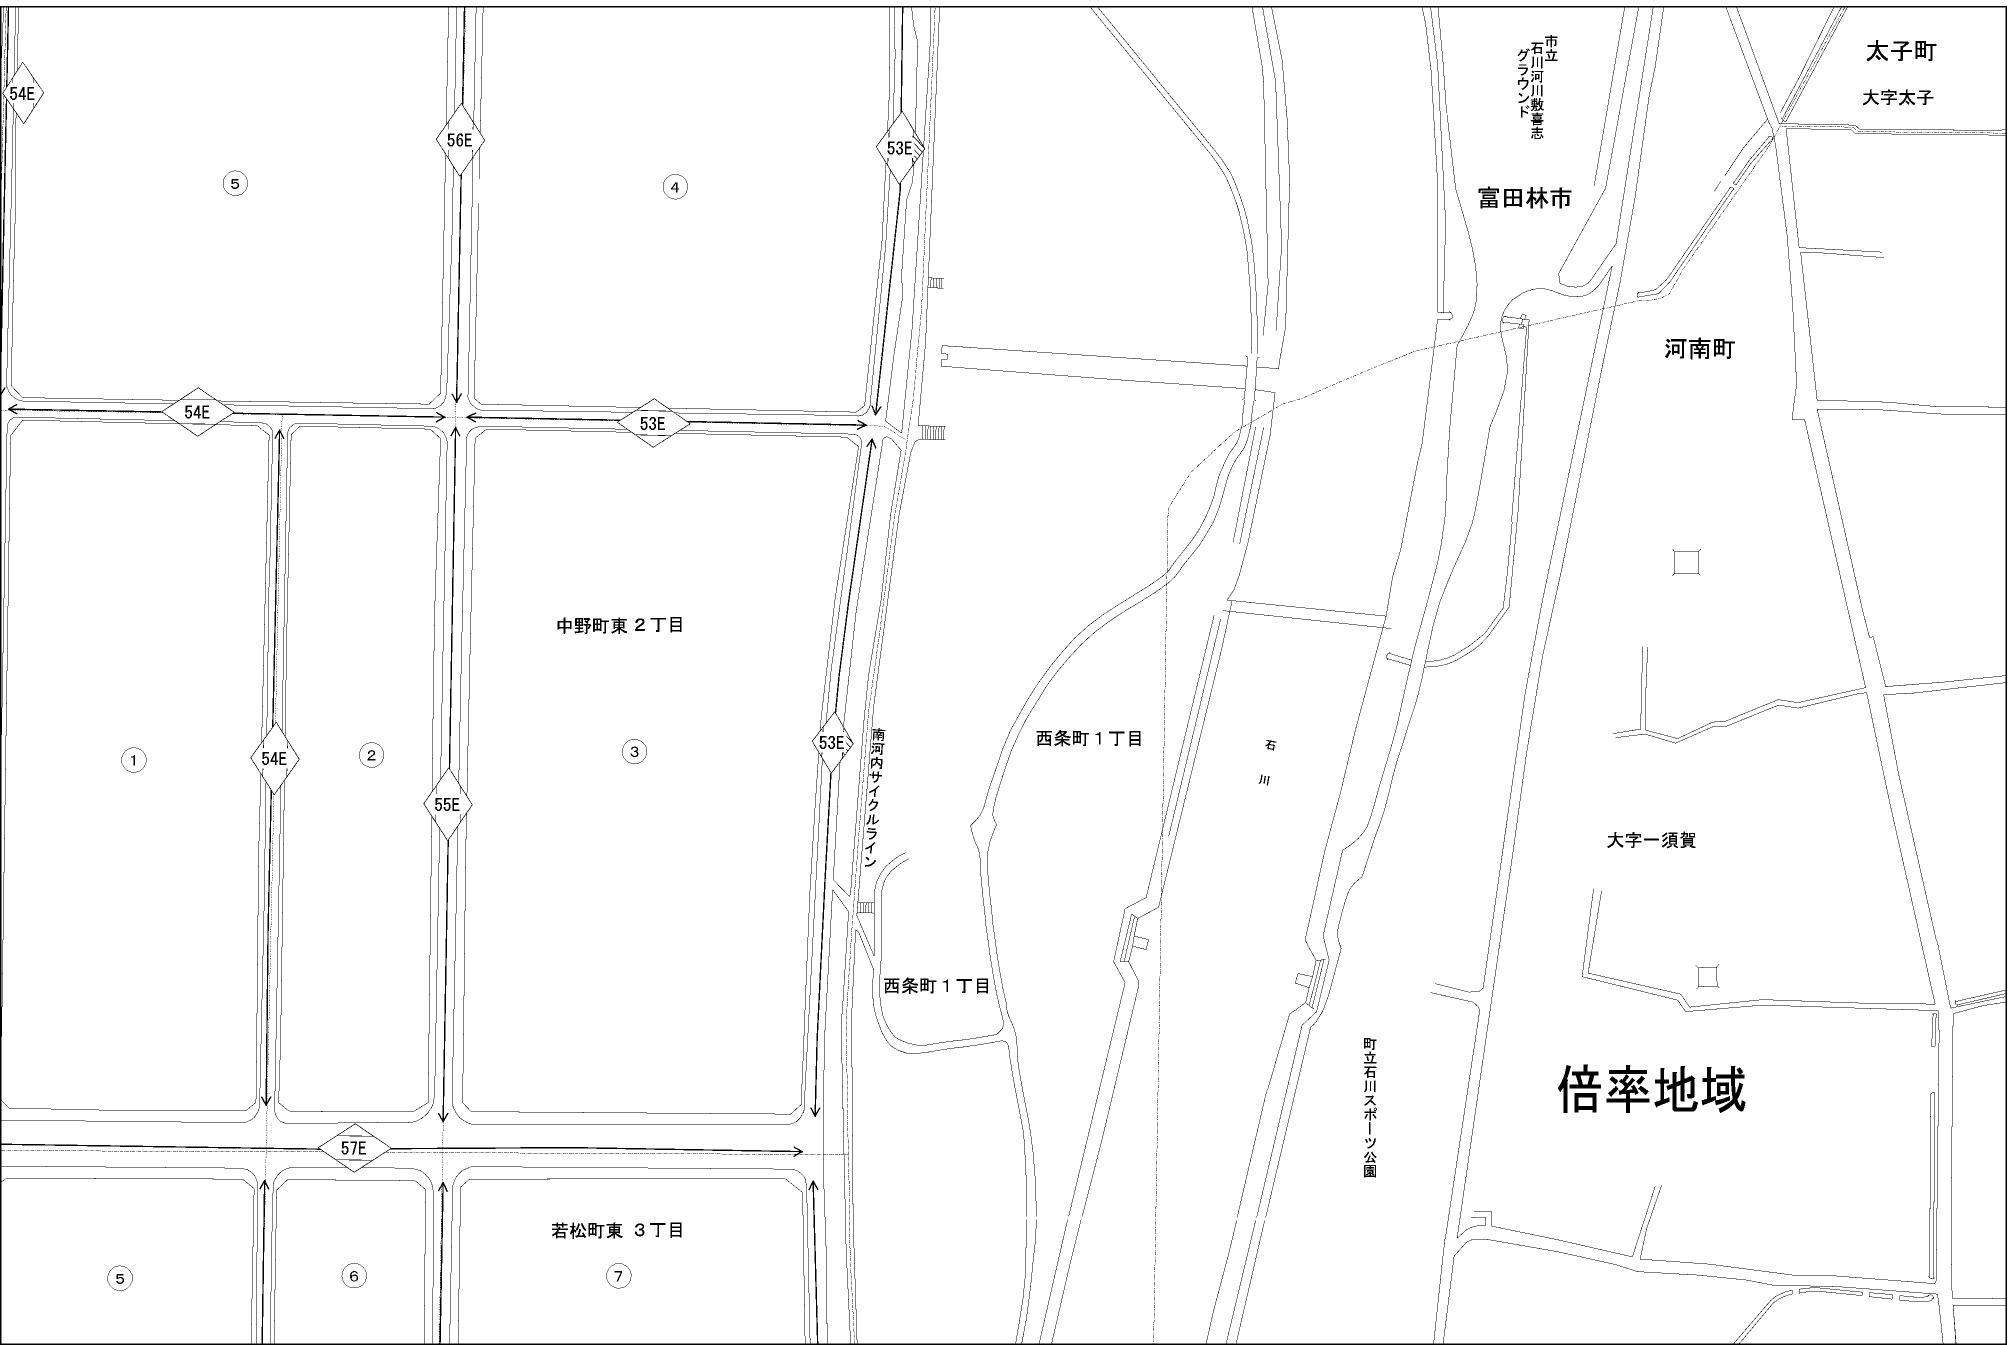 太子町
大字太子
市立
石川河川敷喜志
グラウンド
54E
56E
53E
5
4
富田林市
河南町
54E
53E
中野町東2丁目
西条町1丁目
石川
南河内サイクルライン
53E
1
54E
2
3
55E
大字一須賀
西条町1丁目
町立石川スポーツ公園
倍率地域
57E
若松町東 3丁目
5
6
7